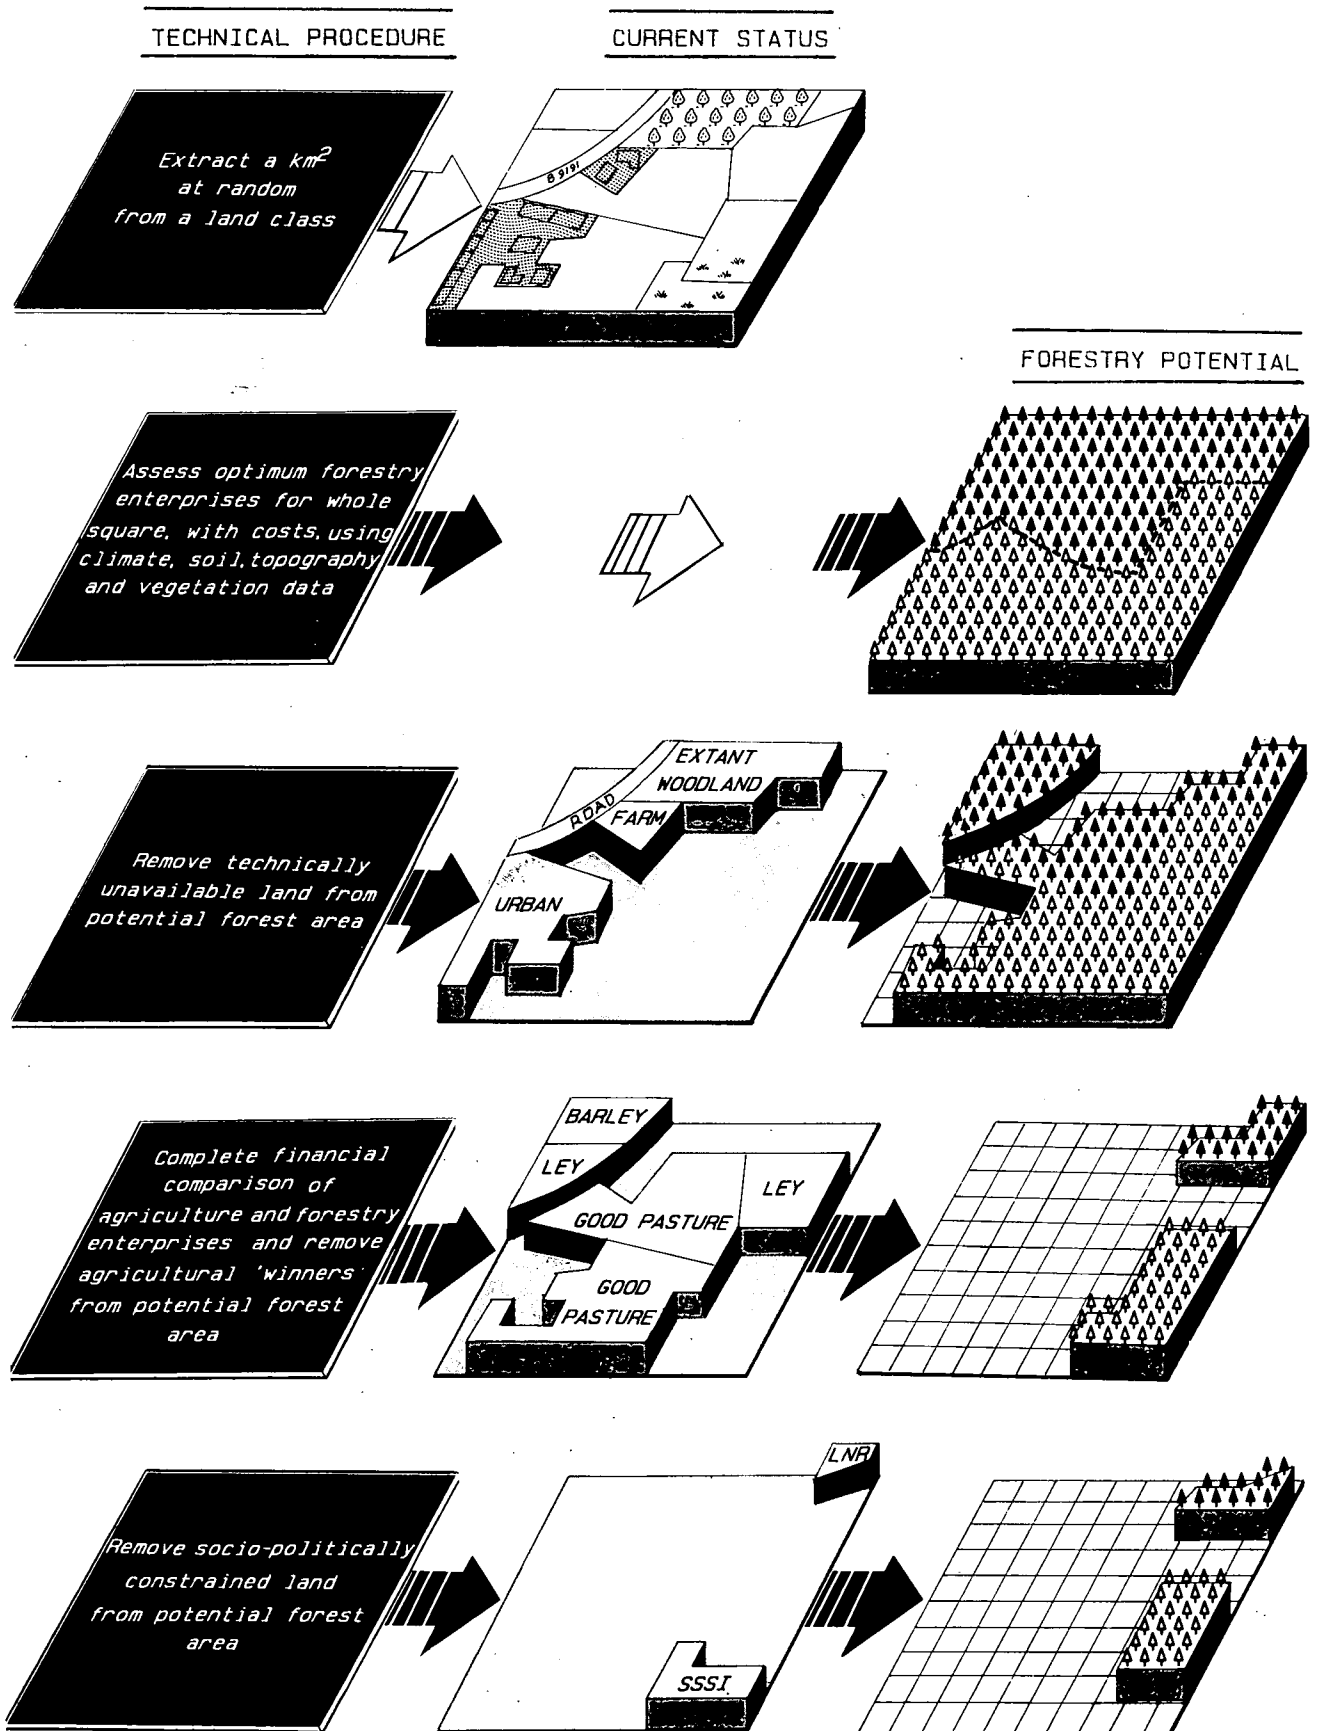 TECHNICAL PROCEDURE
CURRENT STATUS
Extract a km²
at random
from a land class
B9191
FORESTRY POTENTIAL
Assess optimum forestry
enterprises for whole
square, with costs, using
climate, soil, topography
and vegetation data
Remove technically
unavailable land from
potential forest area
EXTANT
WOODLAND
ROAD
FARM
URBAN
Complete financial
comparison of
agriculture and forestry
enterprises and remove
agricultural 'winners'
from potential forest
area
BARLEY
LEY
LEY
GOOD PASTURE
GOOD
PASTURE
Remove socio-politically
constrained land
from potential forest
area
LNR
SSSI